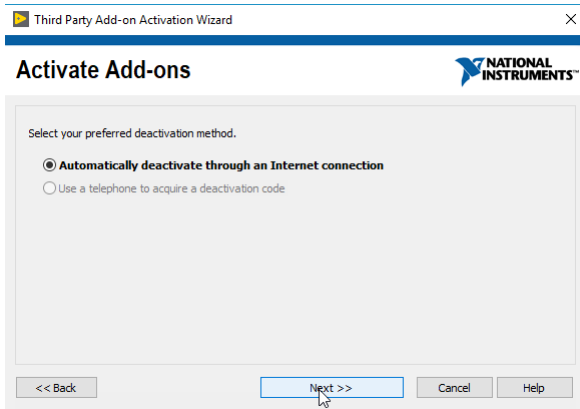 Third Party Add-on Activation Wizard
Activate Add-ons
NATIONAL
INSTRUMENTS™
Select your preferred deactivation method.
Automatically deactivate through an Internet connection
Use a telephone to acquire a deactivation code
<< Back
Next >>
Cancel
Help